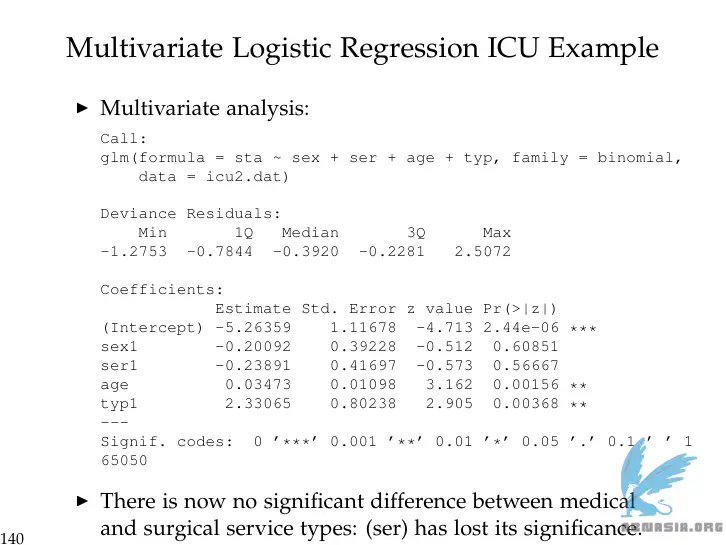 Multivariate Logistic Regression ICU Example
▶ Multivariate analysis:
Call:
glm(formula = sta ~ sex + ser + age + typ, family = binomial,
    data = icu2.dat)
Deviance Residuals:
    Min       1Q   Median       3Q      Max
-1.2753  -0.7844  -0.3920  -0.2281   2.5072
Coefficients:
            Estimate Std. Error z value Pr(>|z|)
(Intercept) -5.26359    1.11678  -4.713 2.44e-06 ***
sex1        -0.20092    0.39228  -0.512  0.60851
ser1        -0.23891    0.41697  -0.573  0.56667
age          0.03473    0.01098   3.162  0.00156 **
typ1         2.33065    0.80238   2.905  0.00368 **
---
Signif. codes:  0 ’***’ 0.001 ’**’ 0.01 ’*’ 0.05 ’.’ 0.1 ’ ’ 1
65050
▶ There is now no significant difference between medical
and surgical service types: (ser) has lost its significance.
140